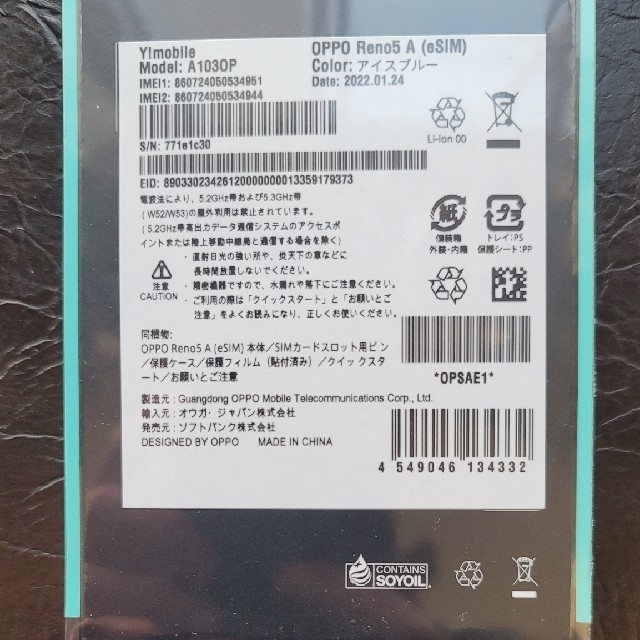 Y!mobile
Model: A103OP
IMEI1: 860724050534951
IMEI2: 860724050534944
OPPO Reno5 A (eSIM)
Color: アイスブルー
Date: 2022.01.24
S/N: 771e1c30
Li-ion 00
EID: 89033023426120000000013359179373
電波法により、5.2GHz帯および5.3GHz帯
(W52/W53)の屋外利用は禁止されています。
(5.2GHz帯高出力データ通信システムのアクセスポ
イントまたは陸上移動中継局と通信する場合を除く)
紙
個装箱
外装・内箱
プラ
トレイ:PS
保護シート:PP
注意
CAUTION
・ 直射日光の強い所や、炎天下の車などに
長時間放置しないでください。
・ 精密機器ですので、水濡れや落下にご注意ください。
・ ご利用の際は「クイックスタート」と「お願いとご
注意」をよくお読みになり、正しくお使いください。
同梱物:
OPPO Reno5 A (eSIM) 本体/SIMカードスロット用ピン
/保護ケース/保護フィルム(貼付済み)/クイックスタ
ート/お願いとご注意
*OPSAE1*
製造元:Guangdong OPPO Mobile Telecommunications Corp., Ltd.
輸入元:オウガ・ジャパン株式会社
発売元:ソフトバンク株式会社
DESIGNED BY OPPO MADE IN CHINA
4 549046 134332
CONTAINS
SOYOIL